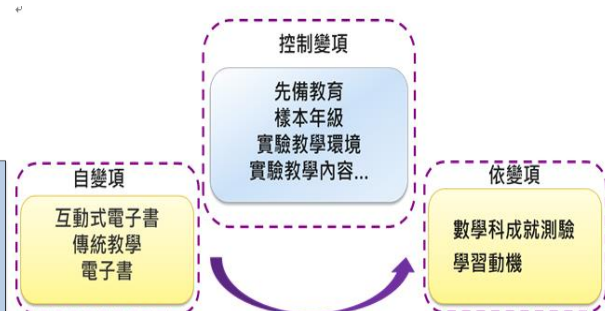 控制變項
先備教育
樣本年級
實驗教學環境
實驗教學內容...
自變項
互動式電子書
傳統教學
電子書
依變項
數學科成就測驗
學習動機